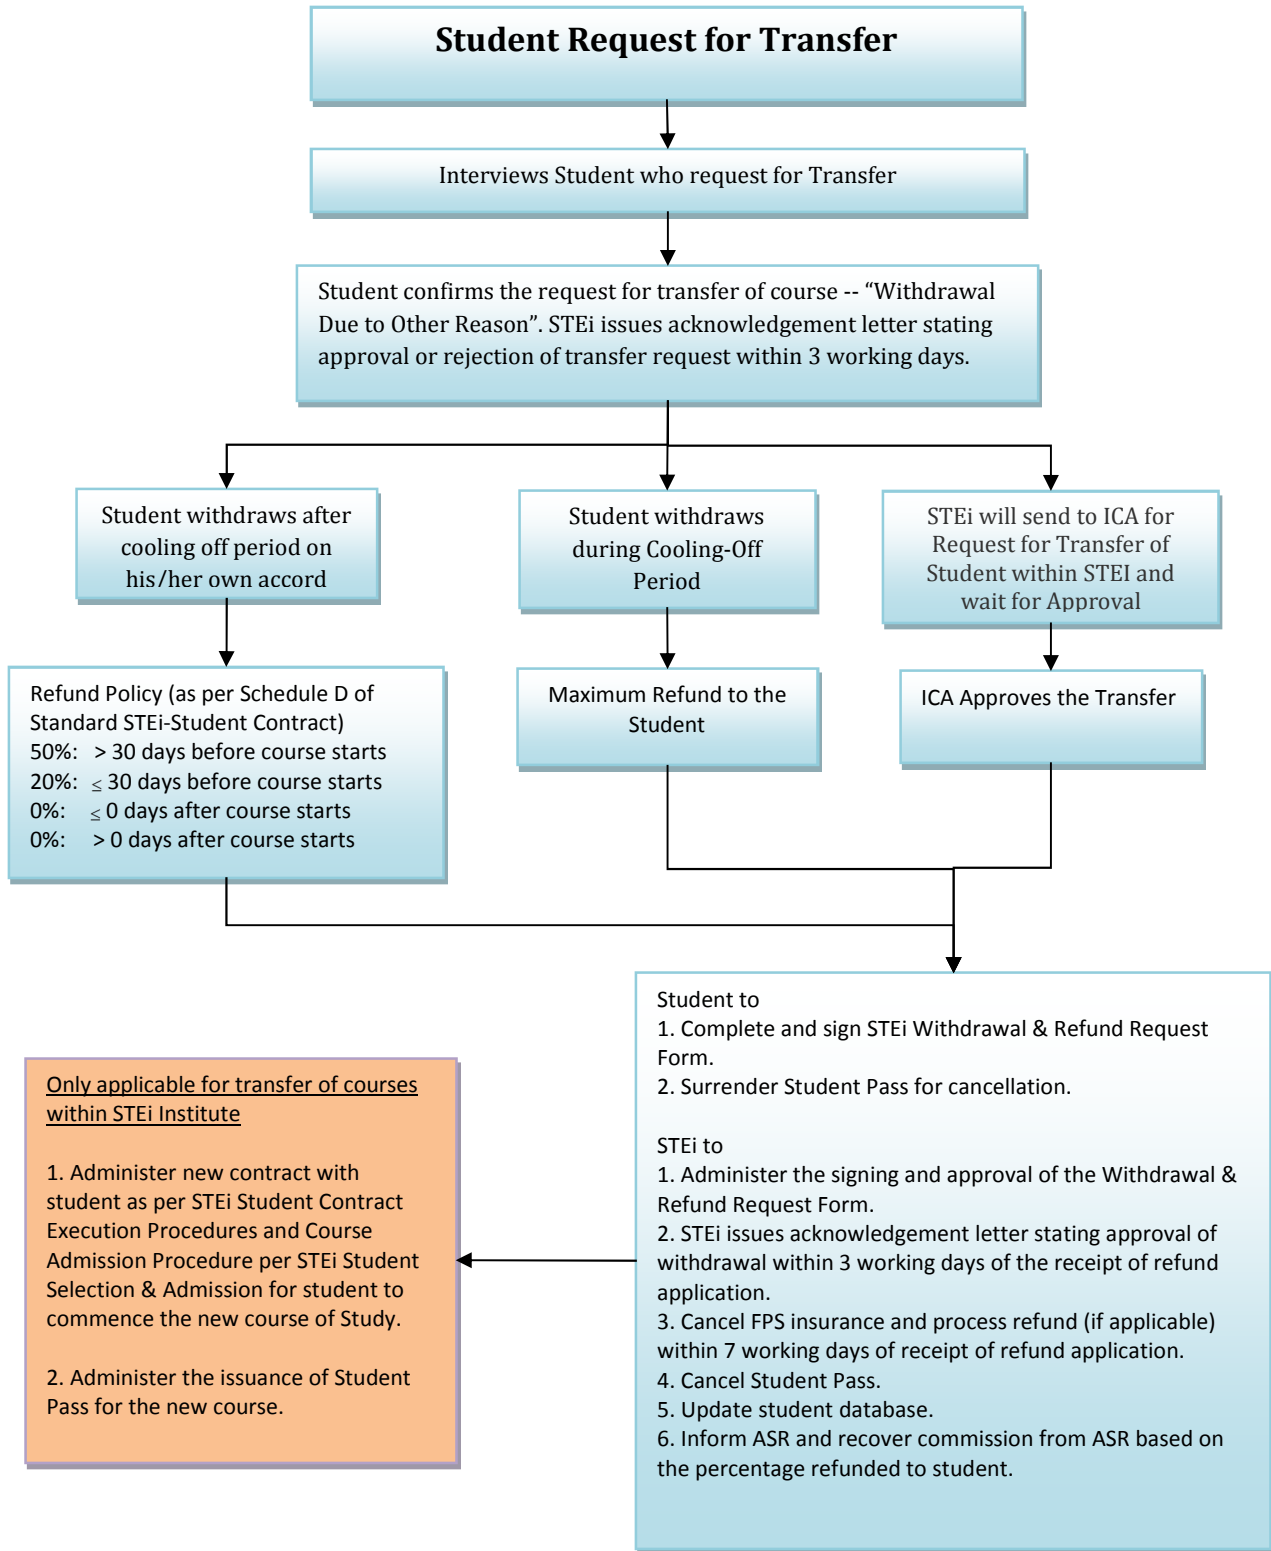 Student Request for Transfer
Interviews Student who request for Transfer
Student confirms the request for transfer of course -- “Withdrawal
Due to Other Reason”. STEi issues acknowledgement letter stating
approval or rejection of transfer request within 3 working days.
Student withdraws after
cooling off period on
his/her own accord
Student withdraws
during Cooling-Off
Period
STEi will send to ICA for
Request for Transfer of
Student within STEI and
wait for Approval
Refund Policy (as per Schedule D of
Standard STEi-Student Contract)
50%: > 30 days before course starts
20%: ≤ 30 days before course starts
0%: ≤ 0 days after course starts
0%: > 0 days after course starts
Maximum Refund to the
Student
ICA Approves the Transfer
Student to
1. Complete and sign STEi Withdrawal & Refund Request
Form.
2. Surrender Student Pass for cancellation.
STEi to
1. Administer the signing and approval of the Withdrawal &
Refund Request Form.
2. STEi issues acknowledgement letter stating approval of
withdrawal within 3 working days of the receipt of refund
application.
3. Cancel FPS insurance and process refund (if applicable)
within 7 working days of receipt of refund application.
4. Cancel Student Pass.
5. Update student database.
6. Inform ASR and recover commission from ASR based on
the percentage refunded to student.
Only applicable for transfer of courses
within STEi Institute
1. Administer new contract with
student as per STEi Student Contract
Execution Procedures and Course
Admission Procedure per STEi Student
Selection & Admission for student to
commence the new course of Study.
2. Administer the issuance of Student
Pass for the new course.